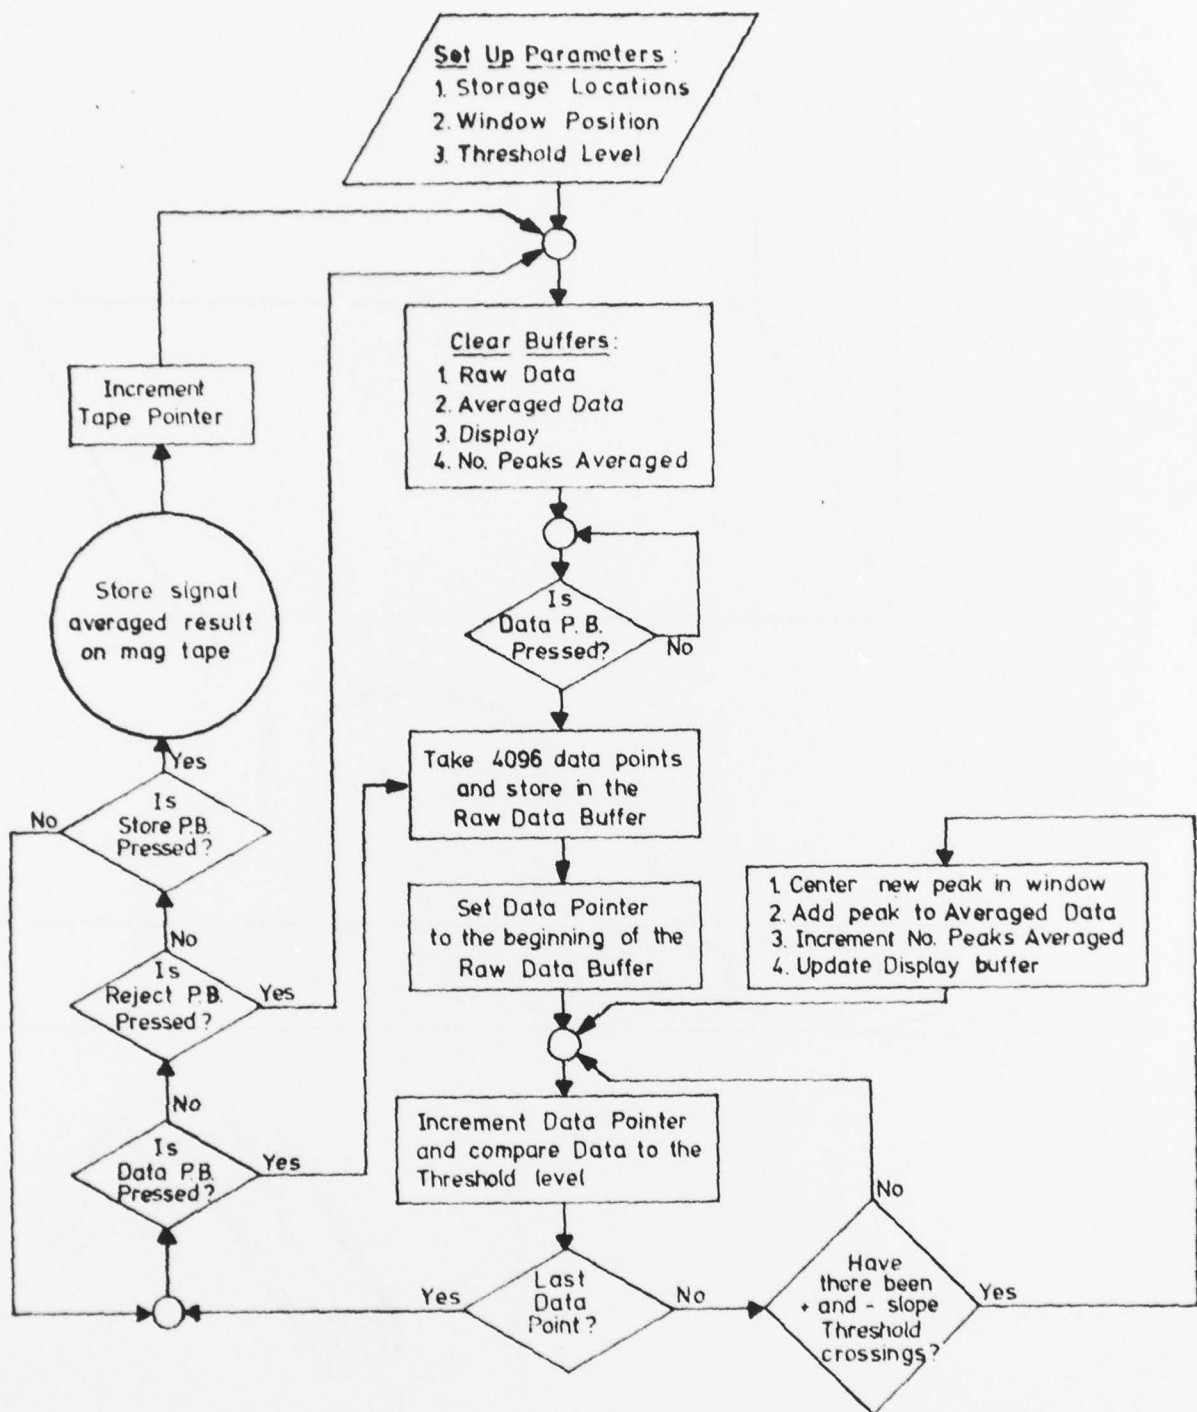 Set Up Parameters :
1. Storage Locations
2. Window Position
3. Threshold Level
Clear Buffers :
1. Raw Data
2. Averaged Data
3. Display
4. No. Peaks Averaged
Increment
Tape Pointer
Store signal
averaged result
on mag tape
Is
Data P. B.
Pressed?
No
Take 4096 data points
and store in the
Raw Data Buffer
Yes
Is
Store P.B.
Pressed ?
No
Set Data Pointer
to the beginning of the
Raw Data Buffer
1. Center new peak in window
2. Add peak to Averaged Data
3. Increment No. Peaks Averaged
4. Update Display buffer
No
Is
Reject P.B.
Pressed ?
Yes
Increment Data Pointer
and compare Data to the
Threshold level
No
Is
Data P.B.
Pressed ?
Yes
Last
Data
Point ?
Yes
No
Have
there been
+ and - slope
Threshold
crossings ?
No
Yes